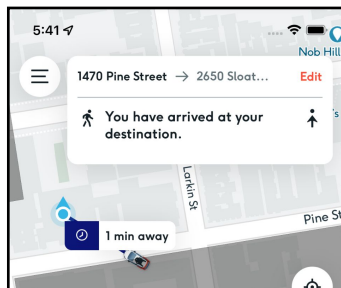 5:41
Nob Hill
1470 Pine Street → 2650 Sloat... Edit
You have arrived at your
destination.
's
Larkin St
Pine St
1 min away